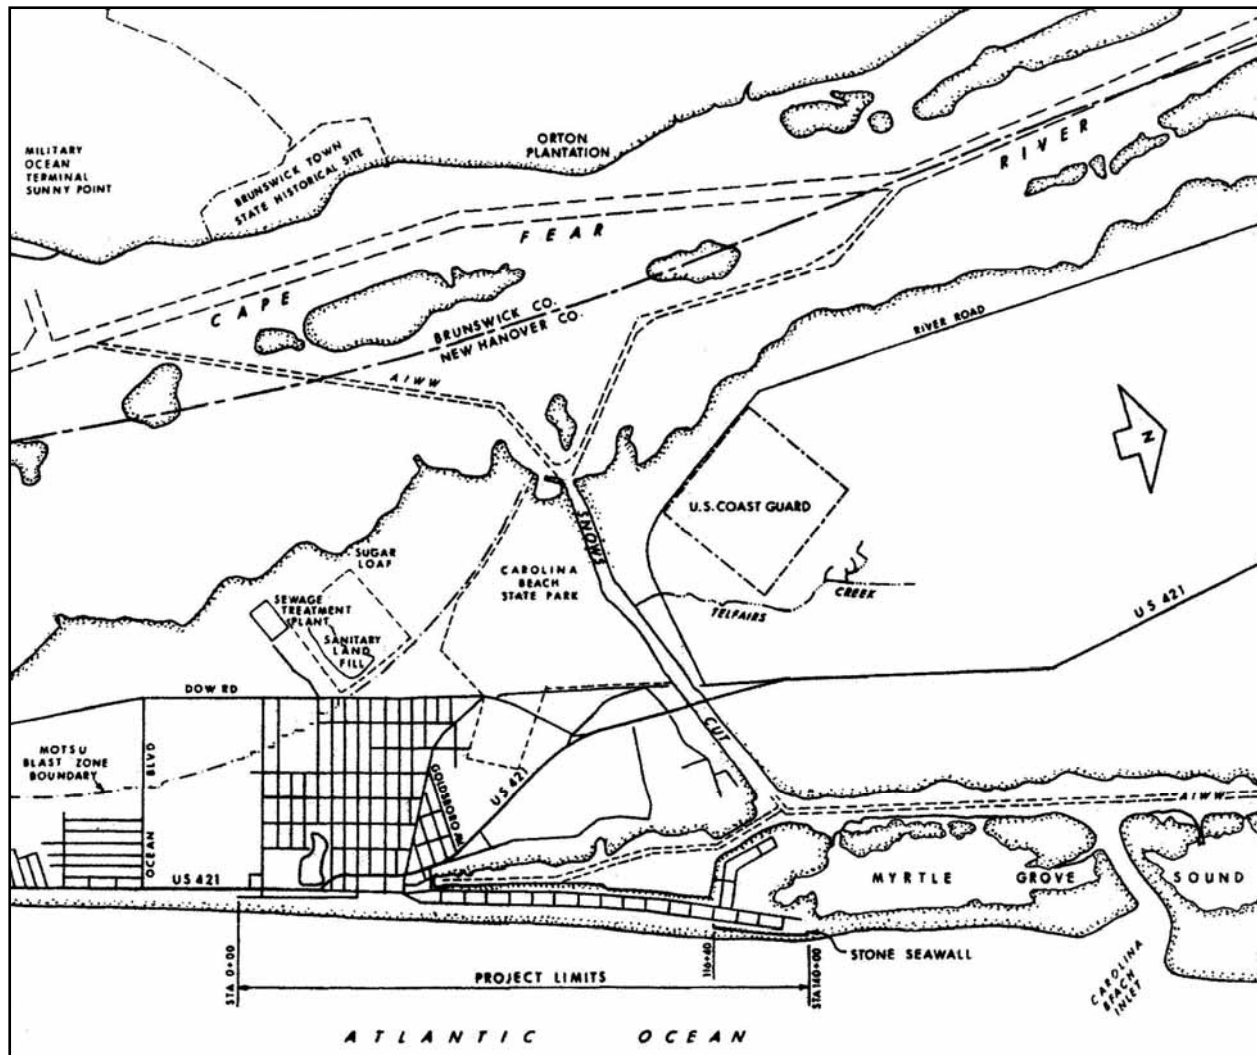 MILITARY
OCEAN
TERMINAL
SUNNY POINT
BRUNSWICK TOWN
STATE HISTORICAL SITE
ORTON
PLANTATION
CAPE FEAR RIVER
BRUNSWICK CO.
NEW HANOVER CO.
AIWW
RIVER ROAD
N
U.S. COAST GUARD
SNOWS CUT
TELFAIRS CREEK
US 421
SUGAR
LOAF
CAROLINA
BEACH
STATE PARK
SEWAGE
TREATMENT
PLANT
SANITARY
LAND
FILL
DOW RD
MOTSU
BLAST ZONE
BOUNDARY
OCEAN BLVD
GOLDSBORO AV.
US 421
US 421
AIWW
MYRTLE GROVE SOUND
STONE SEAWALL
CAROLINA
BEACH
INLET
STA 0+00
PROJECT LIMITS
116+40
STA 140+00
ATLANTIC OCEAN